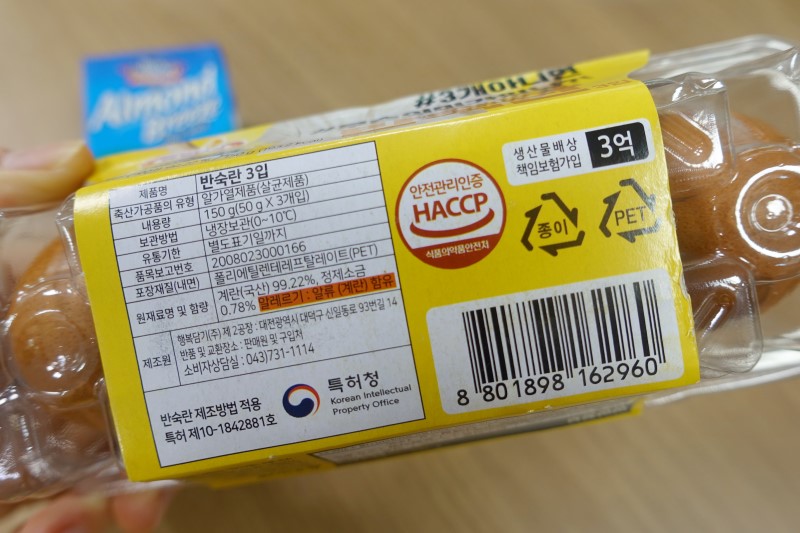 Almond
Breeze
#3개아니면
반숙란 3입
제품명
축산가공품의 유형 알가열제품(살균제품)
내용량 150 g(50 g X 3개입)
보관방법 냉장보관(0~10℃)
유통기한 별도표기일까지
품목보고번호 2008023000166
포장재질(내면) 폴리에틸렌테레프탈레이트(PET)
원재료명 및 함량 계란(국산) 99.22%, 정제소금
0.78% 알레르기 : 알류 (계란) 함유
제조원 행복담기(주) 제 2공장 : 대전광역시 대덕구 신일동로 93번길 14
반품 및 교환장소 : 판매원 및 구입처
소비자상담실 : 043)731-1114
반숙란 제조방법 적용
특허 제10-1842881호
특허청
Korean Intellectual
Property Office
안전관리인증
HACCP
식품의약품안전처
생산물배상
책임보험가입
3억
종이
PET
8 801898 162960